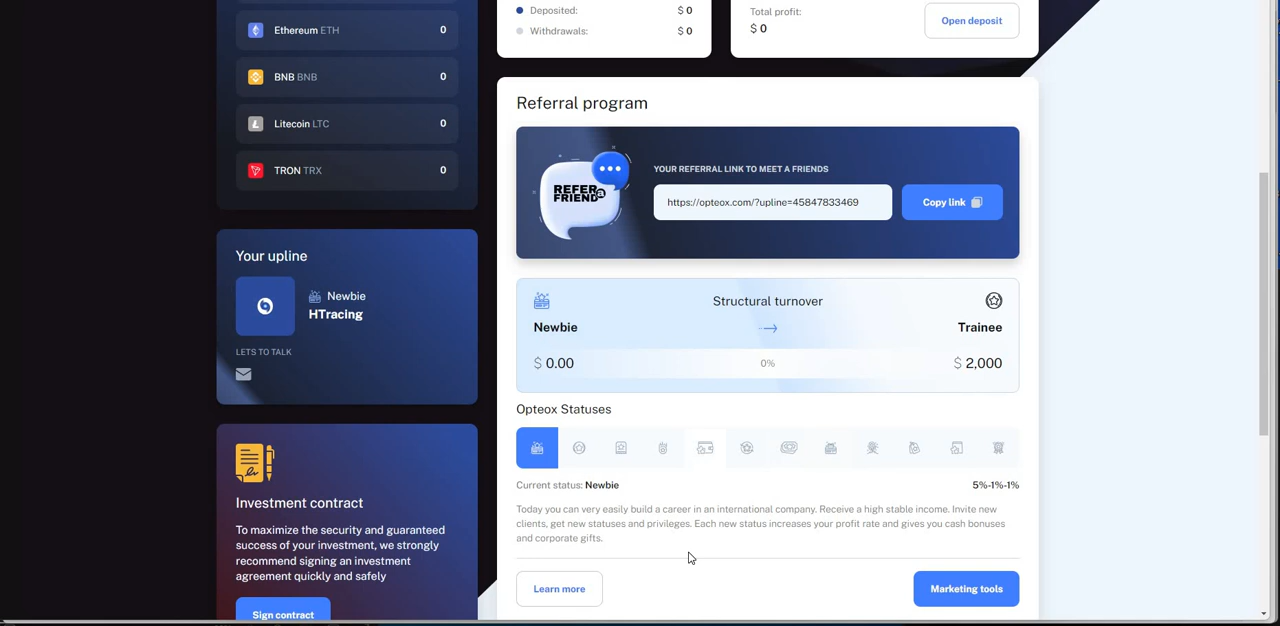 Ethereum ETH 0
BNB BNB 0
Litecoin LTC 0
TRON TRX 0
Your upline
Newbie
HTracing
LETS TO TALK
Investment contract
To maximize the security and guaranteed
success of your investment, we strongly
recommend signing an investment
agreement quickly and safely
Sign contract
Deposited: $ 0
Withdrawals: $ 0
Total profit:
$ 0
Open deposit
Referral program
REFER a
FRIEND
YOUR REFERRAL LINK TO MEET A FRIENDS
https://opteox.com/?upline=45847833469
Copy link
Structural turnover
Newbie Trainee
$ 0.00 0% $ 2,000
Opteox Statuses
Current status: Newbie 5%-1%-1%
Today you can very easily build a career in an international company. Receive a high stable income. Invite new
clients, get new statuses and privileges. Each new status increases your profit rate and gives you cash bonuses
and corporate gifts.
Learn more
Marketing tools